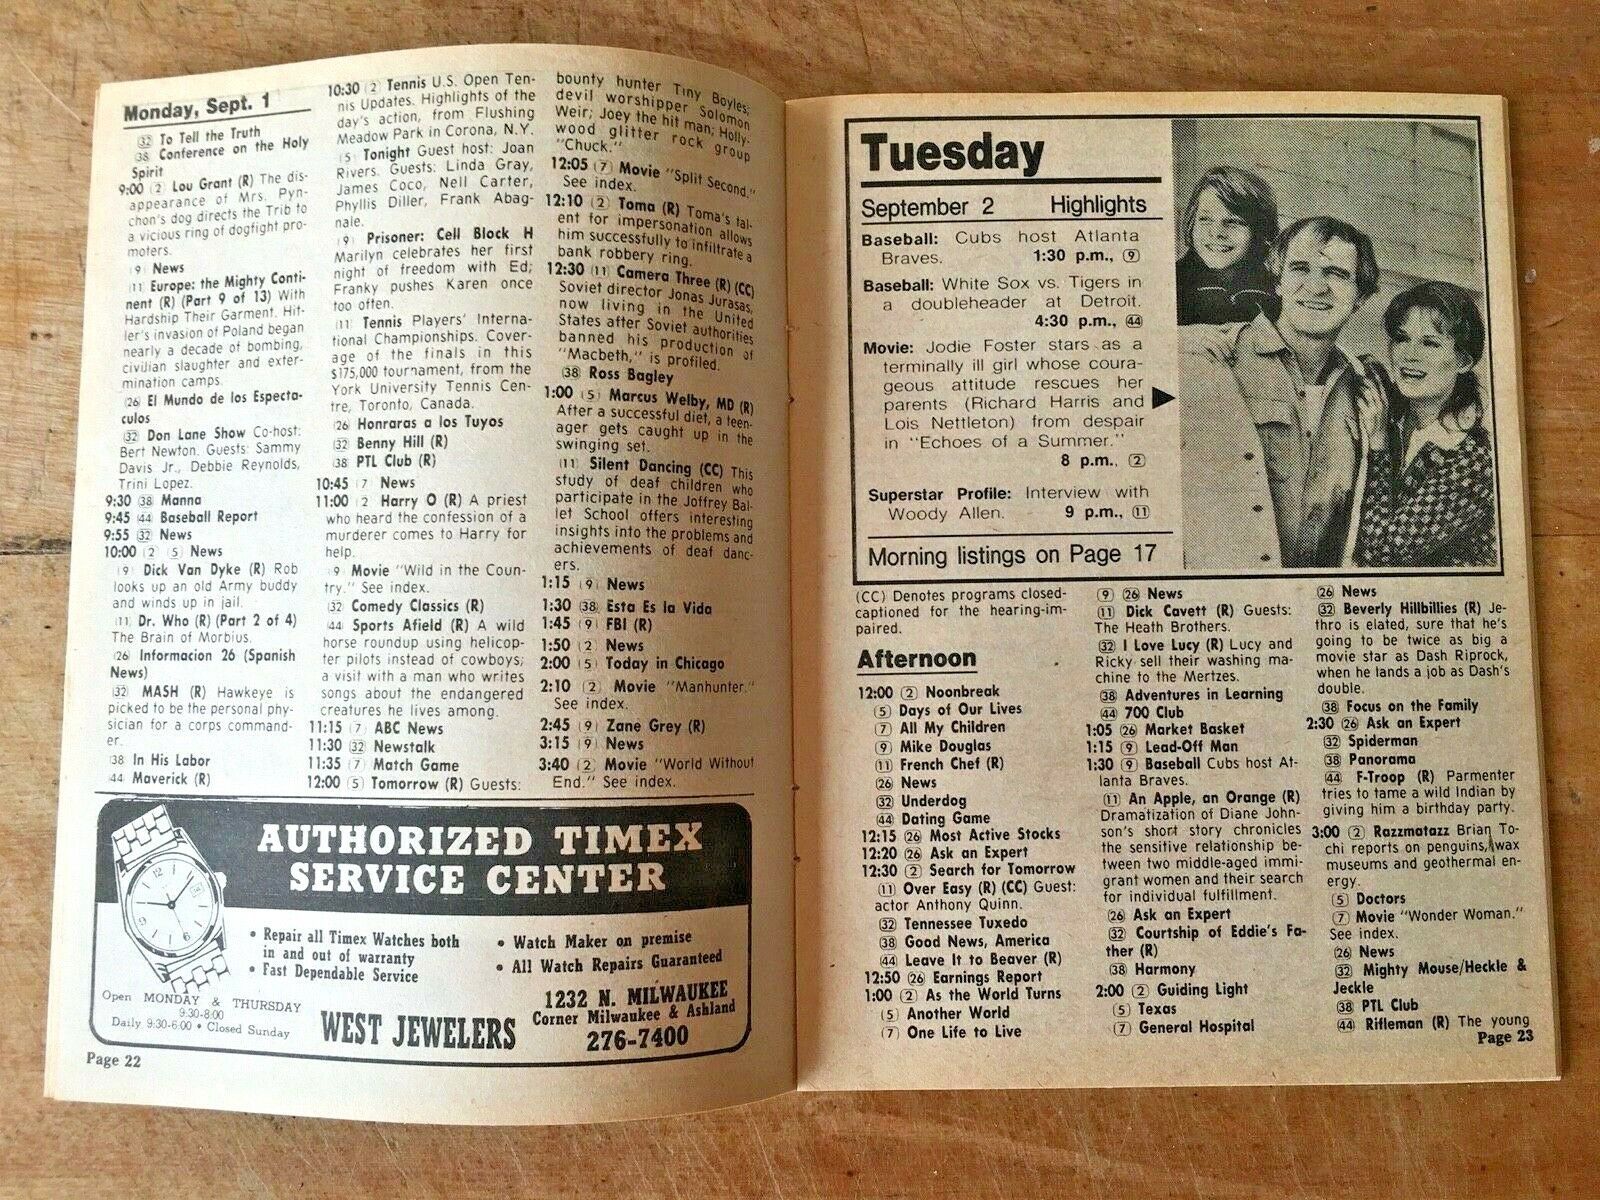 Monday, Sept. 1
(32) To Tell the Truth
(38) Conference on the Holy
Spirit
9:00 (2) Lou Grant (R) The dis-
appearance of Mrs. Pyn-
chon's dog directs the Trib to
a vicious ring of dogfight pro-
moters.
(9) News
(11) Europe: the Mighty Conti-
nent (R) (Part 9 of 13) With
Hardship Their Garment. Hit-
ler's invasion of Poland began
nearly a decade of bombing,
civilian slaughter and exter-
mination camps.
(26) El Mundo de los Especta-
culos
(32) Don Lane Show Co-host:
Bert Newton. Guests: Sammy
Davis Jr., Debbie Reynolds,
Trini Lopez.
9:30 (38) Manna
9:45 (44) Baseball Report
9:55 (32) News
10:00 (2) (5) News
(9) Dick Van Dyke (R) Rob
looks up an old Army buddy
and winds up in jail.
(11) Dr. Who (R) (Part 2 of 4)
The Brain of Morbius.
(26) Informacion 26 (Spanish
News)
(32) MASH (R) Hawkeye is
picked to be the personal phy-
sician for a corps command-
er.
(38) In His Labor
(44) Maverick (R)
10:30 (2) Tennis U.S. Open Ten-
nis Updates. Highlights of the
day's action, from Flushing
Meadow Park in Corona, N.Y.
(5) Tonight Guest host: Joan
Rivers. Guests: Linda Gray,
James Coco, Nell Carter,
Phyllis Diller, Frank Abag-
nale.
(9) Prisoner: Cell Block H
Marilyn celebrates her first
night of freedom with Ed;
Franky pushes Karen once
too often.
(11) Tennis Players' Interna-
tional Championships. Cover-
age of the finals in this
$175,000 tournament, from the
York University Tennis Cen-
tre, Toronto, Canada.
(26) Honraras a los Tuyos
(32) Benny Hill (R)
(38) PTL Club (R)
10:45 (7) News
11:00 (2) Harry O (R) A priest
who heard the confession of a
murderer comes to Harry for
help.
(9) Movie "Wild in the Coun-
try." See index.
(32) Comedy Classics (R)
(44) Sports Afield (R) A wild
horse roundup using helicop-
ter pilots instead of cowboys;
a visit with a man who writes
songs about the endangered
creatures he lives among.
11:15 (7) ABC News
11:30 (32) Newstalk
11:35 (7) Match Game
12:00 (5) Tomorrow (R) Guests:
bounty hunter Tiny Boyles;
devil worshipper Solomon
Weir; Joey the hit man; Holly-
wood glitter rock group
"Chuck."
12:05 (7) Movie "Split Second."
See index.
12:10 (2) Toma (R) Toma's tal-
ent for impersonation allows
him successfully to infiltrate a
bank robbery ring.
12:30 (11) Camera Three (R) (CC)
Soviet director Jonas Jurasas,
now living in the United
States after Soviet authorities
banned his production of
"Macbeth," is profiled.
(38) Ross Bagley
1:00 (5) Marcus Welby, MD (R)
After a successful diet, a teen-
ager gets caught up in the
swinging set.
(11) Silent Dancing (CC) This
study of deaf children who
participate in the Joffrey Bal-
let School offers interesting
insights into the problems and
achievements of deaf danc-
ers.
1:15 (9) News
1:30 (38) Esta Es la Vida
1:45 (9) FBI (R)
1:50 (2) News
2:00 (5) Today in Chicago
2:10 (2) Movie "Manhunter."
See index.
2:45 (9) Zane Grey (R)
3:15 (9) News
3:40 (2) Movie "World Without
End." See index.
AUTHORIZED TIMEX
SERVICE CENTER
• Repair all Timex Watches both
in and out of warranty
• Fast Dependable Service
• Watch Maker on premise
• All Watch Repairs Guaranteed
Open MONDAY & THURSDAY
9:30-8:00
Daily 9:30-6:00 • Closed Sunday
WEST JEWELERS
1232 N. MILWAUKEE
Corner Milwaukee & Ashland
276-7400
Page 22
Tuesday
September 2 Highlights
Baseball: Cubs host Atlanta
Braves. 1:30 p.m., (9)
Baseball: White Sox vs. Tigers in
a doubleheader at Detroit.
4:30 p.m., (44)
Movie: Jodie Foster stars as a
terminally ill girl whose coura-
geous attitude rescues her
parents (Richard Harris and
Lois Nettleton) from despair
in "Echoes of a Summer."
8 p.m., (2)
Superstar Profile: Interview with
Woody Allen. 9 p.m., (11)
Morning listings on Page 17
(CC) Denotes programs closed-
captioned for the hearing-im-
paired.
Afternoon
12:00 (2) Noonbreak
(5) Days of Our Lives
(7) All My Children
(9) Mike Douglas
(11) French Chef (R)
(26) News
(32) Underdog
(44) Dating Game
12:15 (26) Most Active Stocks
12:20 (26) Ask an Expert
12:30 (2) Search for Tomorrow
(11) Over Easy (R) (CC) Guest:
actor Anthony Quinn.
(32) Tennessee Tuxedo
(38) Good News, America
(44) Leave It to Beaver (R)
12:50 (26) Earnings Report
1:00 (2) As the World Turns
(5) Another World
(7) One Life to Live
(9) (26) News
(11) Dick Cavett (R) Guests:
The Heath Brothers.
(32) I Love Lucy (R) Lucy and
Ricky sell their washing ma-
chine to the Mertzes.
(38) Adventures in Learning
(44) 700 Club
1:05 (26) Market Basket
1:15 (9) Lead-Off Man
1:30 (9) Baseball Cubs host At-
lanta Braves.
(11) An Apple, an Orange (R)
Dramatization of Diane John-
son's short story chronicles
the sensitive relationship be-
tween two middle-aged immi-
grant women and their search
for individual fulfillment.
(26) Ask an Expert
(32) Courtship of Eddie's Fa-
ther (R)
(38) Harmony
2:00 (2) Guiding Light
(5) Texas
(7) General Hospital
(26) News
(32) Beverly Hillbillies (R) Je-
thro is elated, sure that he's
going to be twice as big a
movie star as Dash Riprock,
when he lands a job as Dash's
double.
(38) Focus on the Family
2:30 (26) Ask an Expert
(32) Spiderman
(38) Panorama
(44) F-Troop (R) Parmenter
tries to tame a wild Indian by
giving him a birthday party.
3:00 (2) Razzmatazz Brian To-
chi reports on penguins, wax
museums and geothermal en-
ergy.
(5) Doctors
(7) Movie "Wonder Woman."
See index.
(26) News
(32) Mighty Mouse/Heckle &
Jeckle
(38) PTL Club
(44) Rifleman (R) The young
Page 23